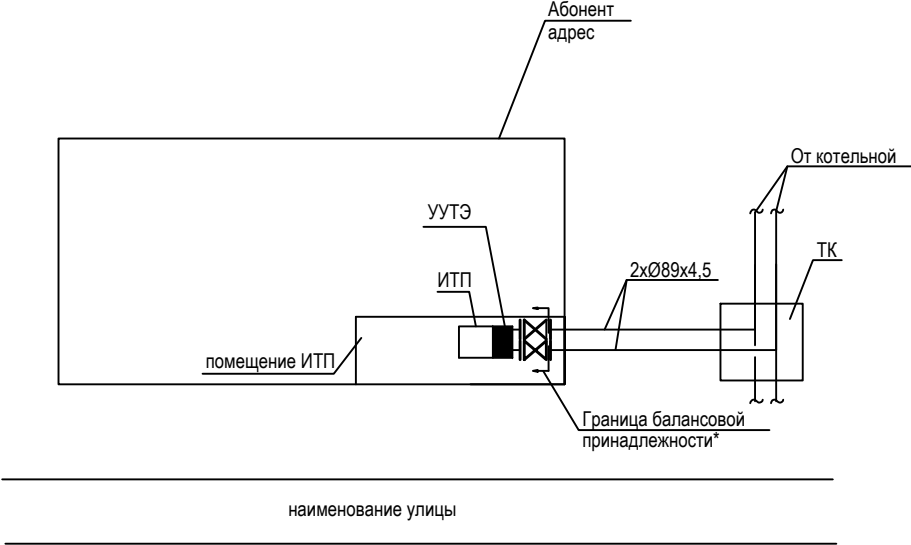 Абонент
адрес
От котельной
УУТЭ
ТК
ИТП
2xØ89x4,5
помещение ИТП
Граница балансовой
принадлежности*
наименование улицы